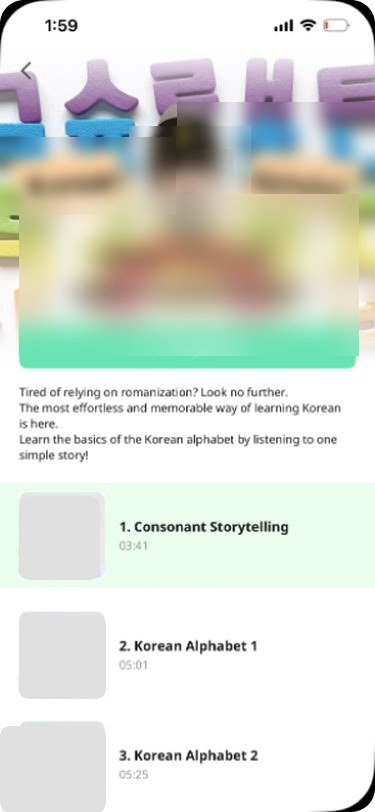 1:59
Tired of relying on romanization? Look no further.
The most effortless and memorable way of learning Korean
is here.
Learn the basics of the Korean alphabet by listening to one
simple story!
1. Consonant Storytelling
03:41
2. Korean Alphabet 1
05:01
3. Korean Alphabet 2
05:25